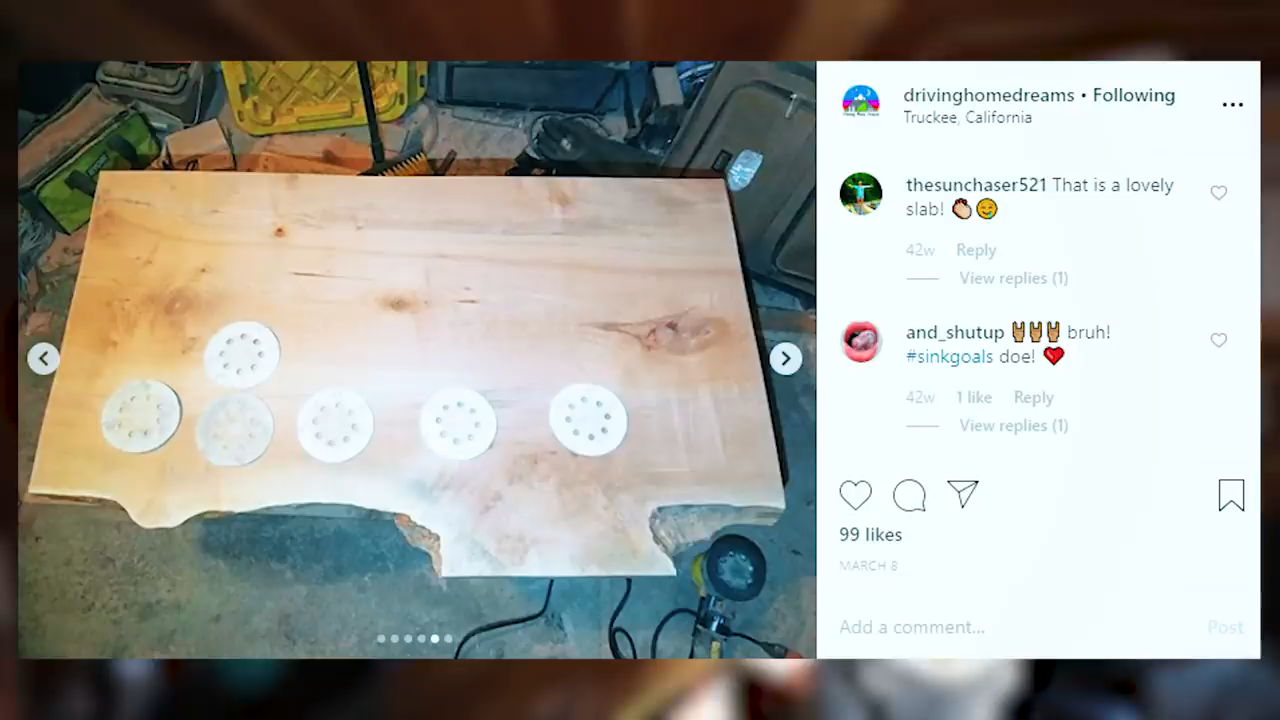 drivinghomedreams • Following
Truckee, California
thesunchaser521 That is a lovely
slab! 👏🤤
42w Reply
View replies (1)
and_shutup 🤘🤘🤘 bruh!
#sinkgoals doe! ❤️
42w 1 like Reply
View replies (1)
99 likes
MARCH 8
Add a comment... Post